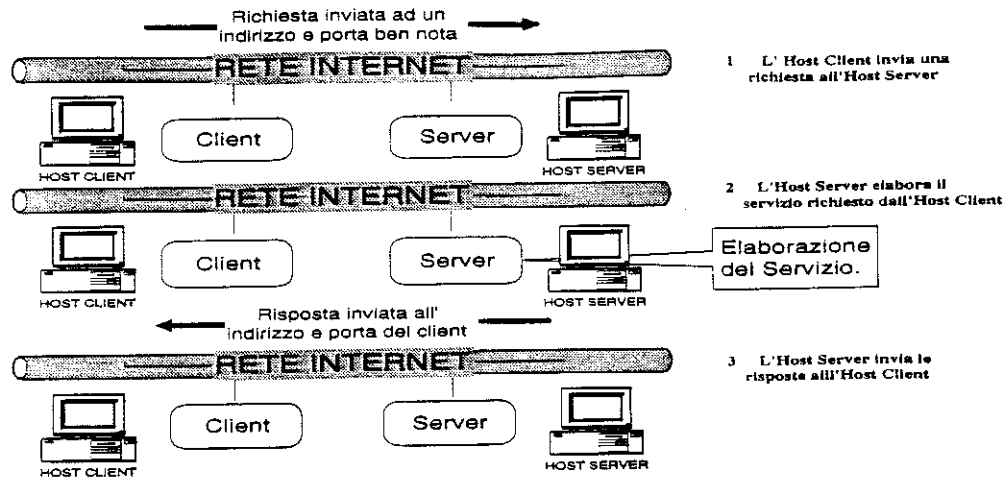 Richiesta inviata ad un
indirizzo e porta ben nota
RETE INTERNET
1 L' Host Client invia una
richiesta all'Host Server
Client
Server
HOST CLIENT
HOST SERVER
RETE INTERNET
2 L'Host Server elabora il
servizio richiesto dall'Host Client
Client
Server
Elaborazione
del Servizio.
HOST CLIENT
HOST SERVER
Risposta inviata all'
indirizzo e porta del client
RETE INTERNET
3 L'Host Server invia le
risposte alll'Host Client
Client
Server
HOST CLIENT
HOST SERVER